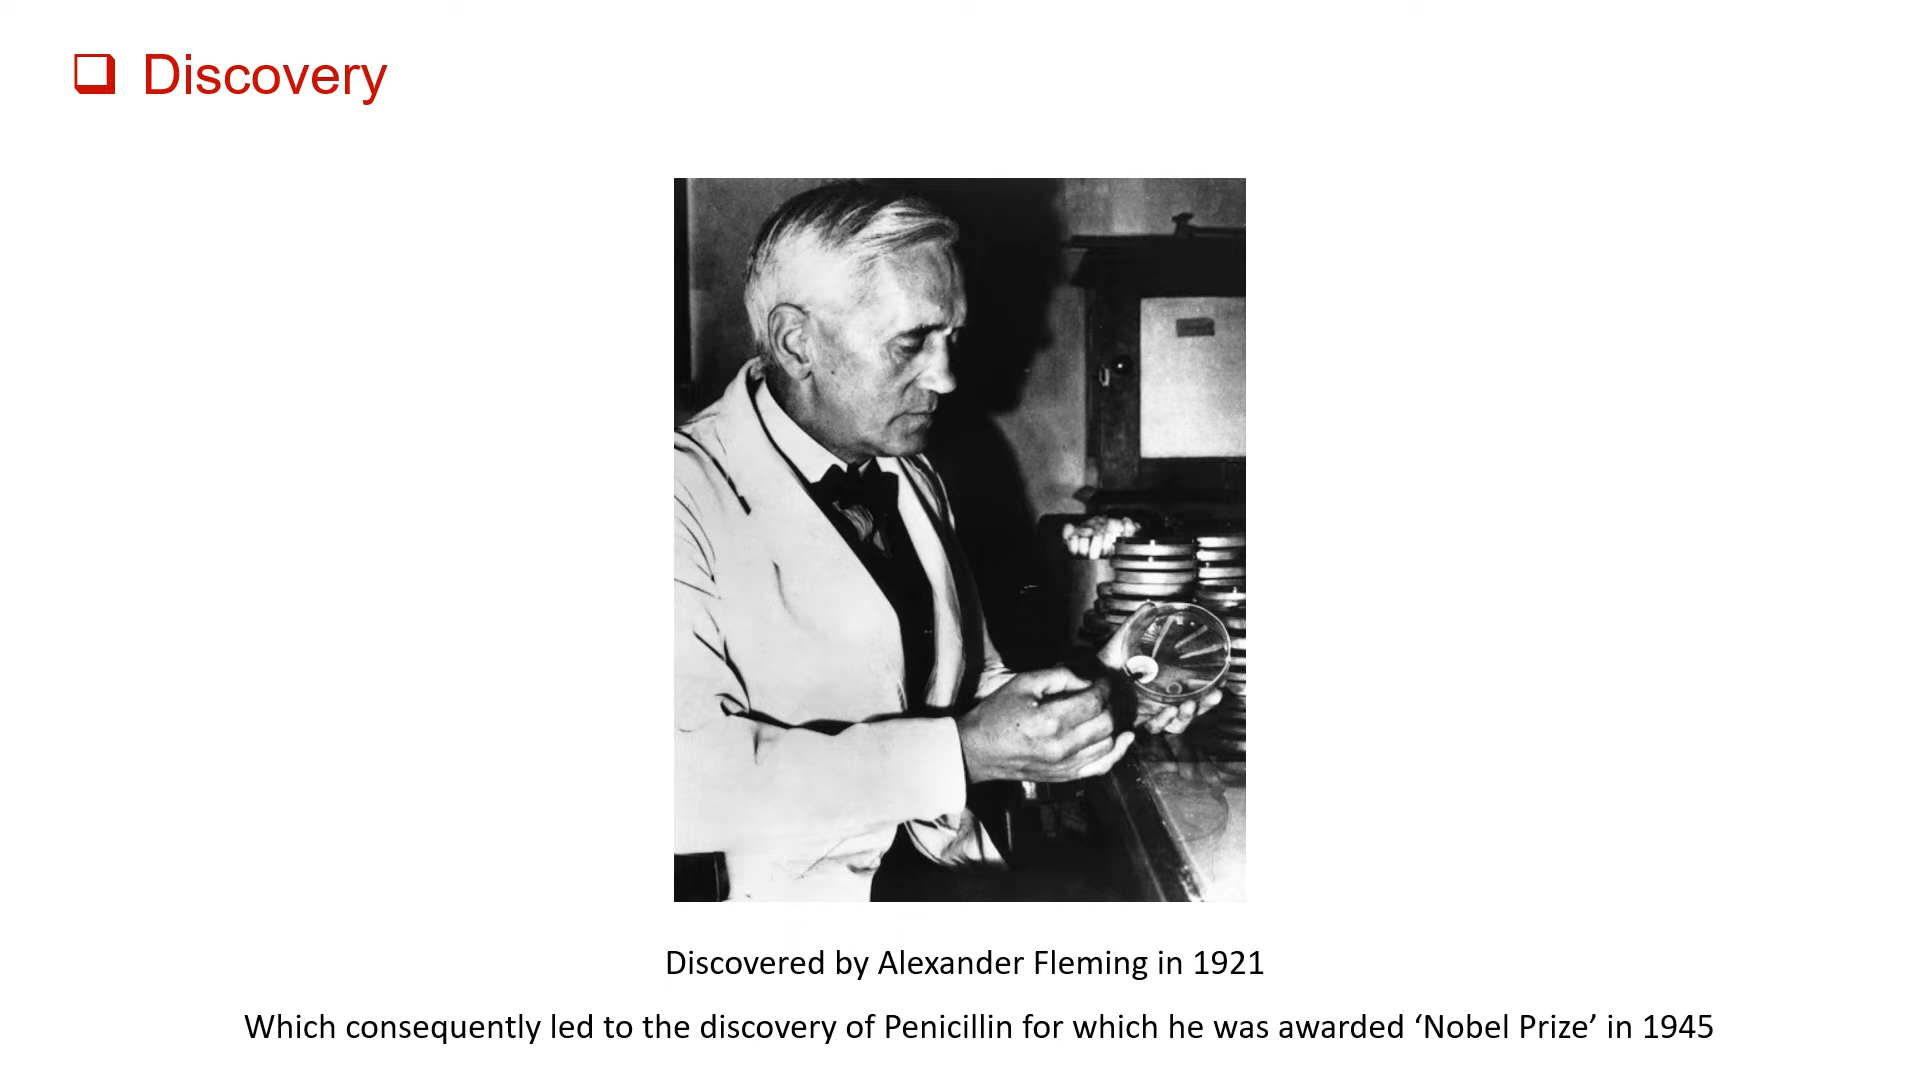 Discovery
Discovered by Alexander Fleming in 1921
Which consequently led to the discovery of Penicillin for which he was awarded ‘Nobel Prize’ in 1945